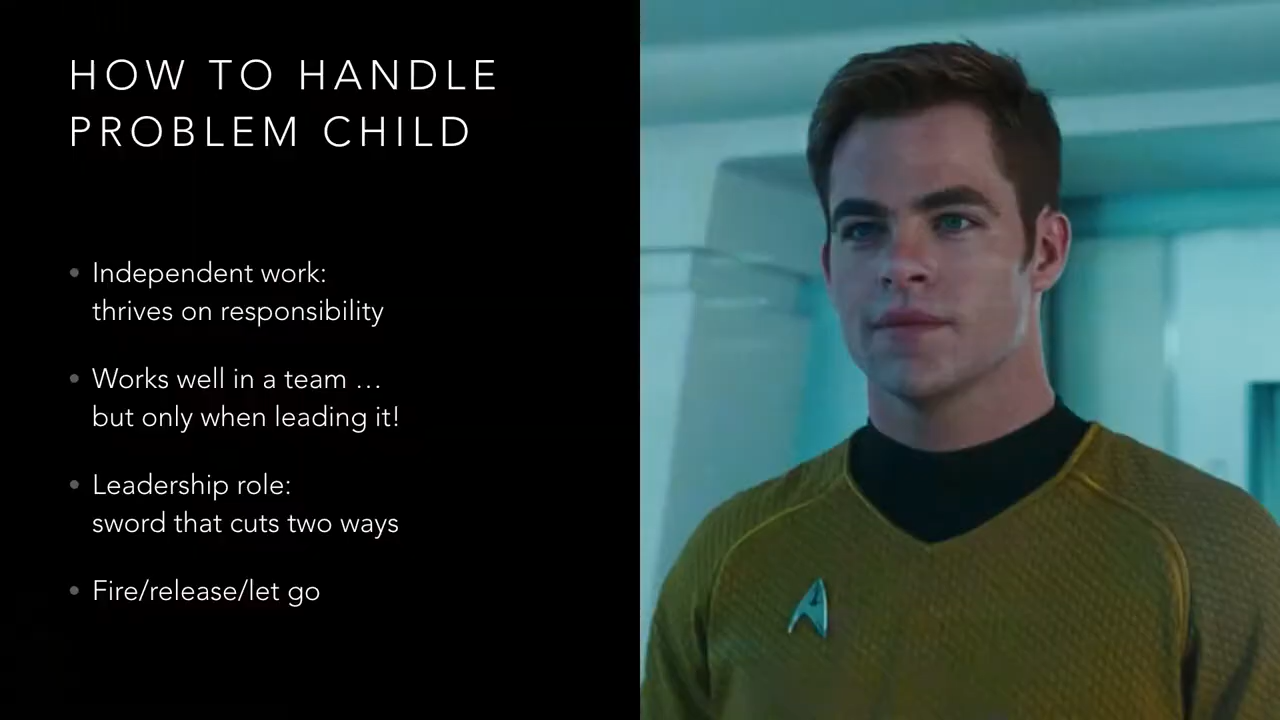 HOW TO HANDLE
PROBLEM CHILD
• Independent work:
thrives on responsibility
• Works well in a team …
but only when leading it!
• Leadership role:
sword that cuts two ways
• Fire/release/let go